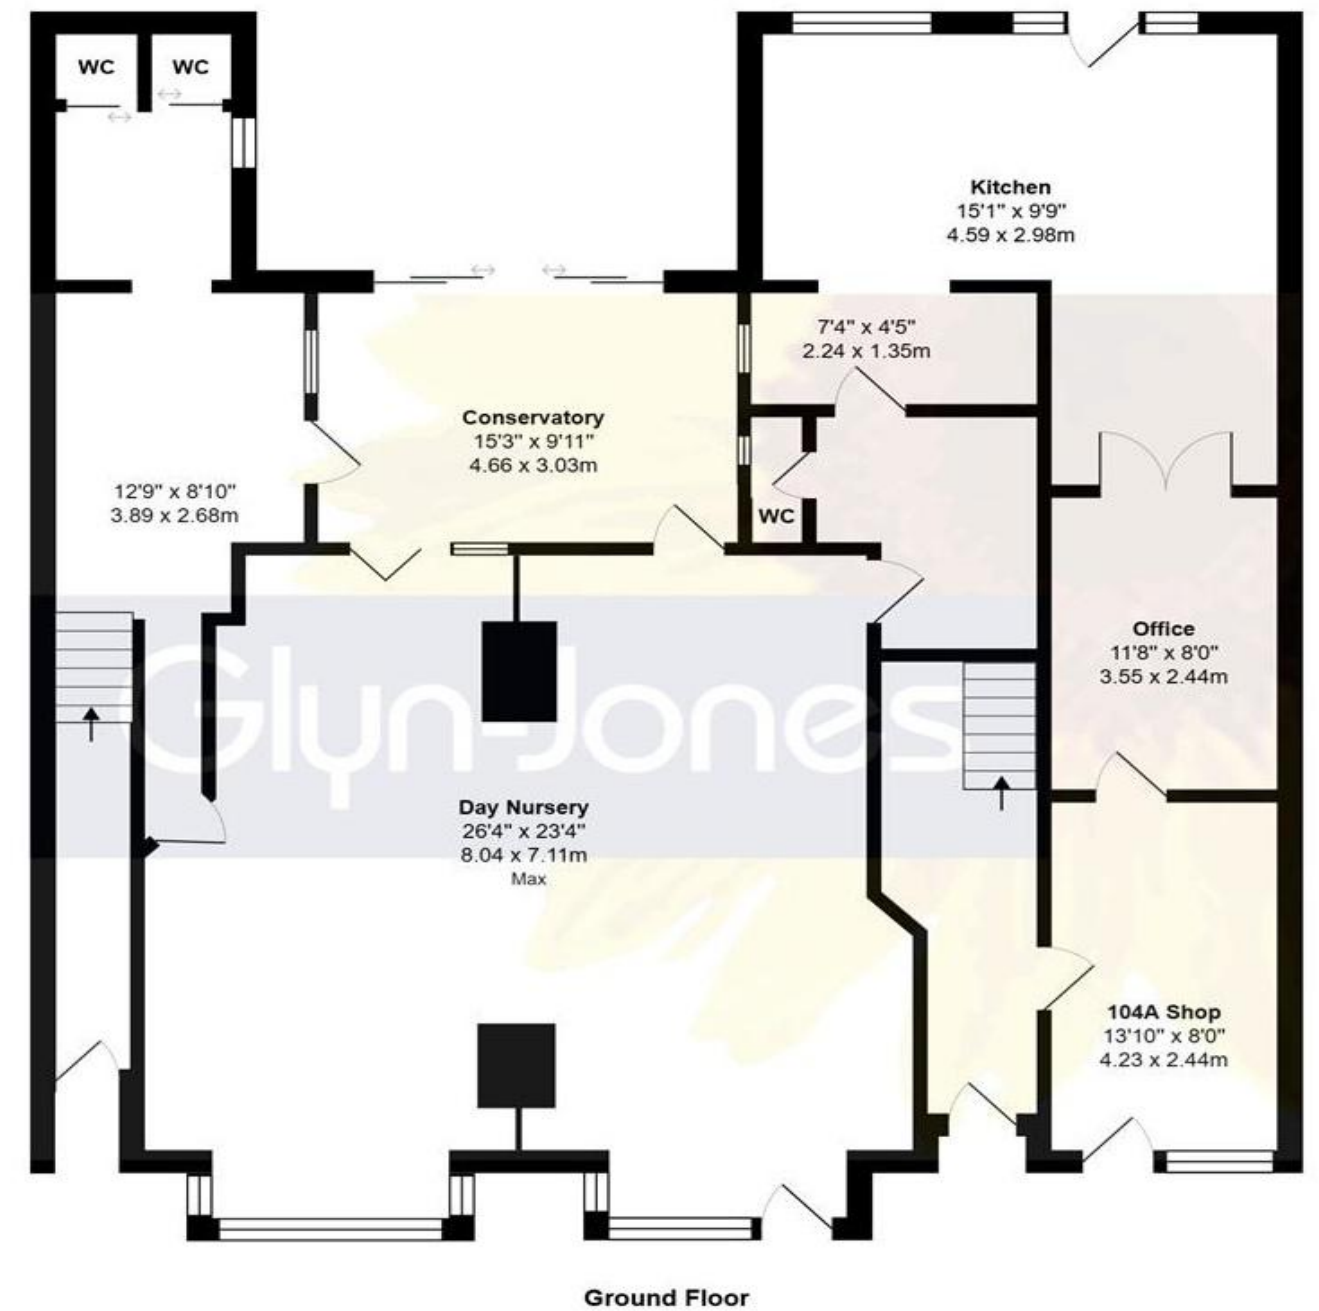 WC
WC
Kitchen
15'1" x 9'9"
4.59 x 2.98m
7'4" x 4'5"
2.24 x 1.35m
Conservatory
15'3" x 9'11"
4.66 x 3.03m
12'9" x 8'10"
3.89 x 2.68m
WC
Office
11'8" x 8'0"
3.55 x 2.44m
Glyn-Jones
Day Nursery
26'4" x 23'4"
8.04 x 7.11m
Max
104A Shop
13'10" x 8'0"
4.23 x 2.44m
Ground Floor